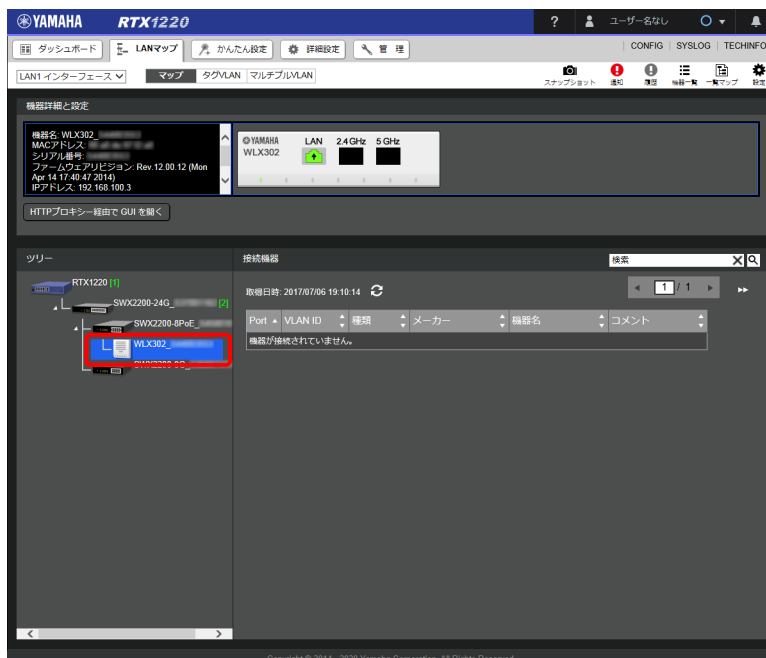 YAMAHA RTX1220 ? ユーザーなし
ダッシュボード LANマップ かんたん設定 詳細設定 管 理 CONFIG SYSLOG TECHINFO
LAN1 インターフェース マップ タグVLAN マルチプルVLAN スナップショット 通知 履歴 機器一覧 一覧マップ 設定
機器詳細と設定
機器名: WLX302_
MACアドレス:
シリアル番号:
ファームウェアリビジョン: Rev.12.00.12 (Mon
Apr 14 17:40:47 2014)
IPアドレス: 192.168.100.3
YAMAHA LAN 2.4 GHz 5 GHz
WLX302
HTTPプロキシー経由で GUI を開く
ツリー 接続機器 検索
RTX1220 [1]
SWX2200-24G_ [2]
SWX2200-8PoE_
WLX302_
SWX2200-8G_
取得日時: 2017/07/06 19:10:14 1 / 1
Port VLAN ID 種類 メーカー 機器名 コメント
機器が接続されていません。
Copyright © 2014 - 2020 Yamaha Corporation. All Rights Reserved.